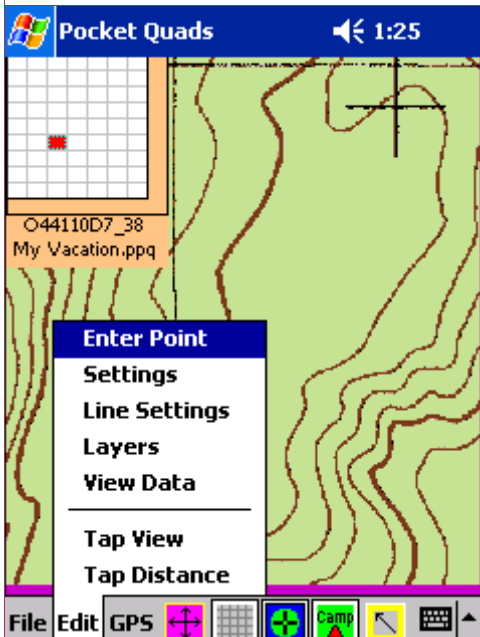 Pocket Quads 1:25
O44110D7_38
My Vacation.ppq
Enter Point
Settings
Line Settings
Layers
View Data
Tap View
Tap Distance
File Edit GPS Camp